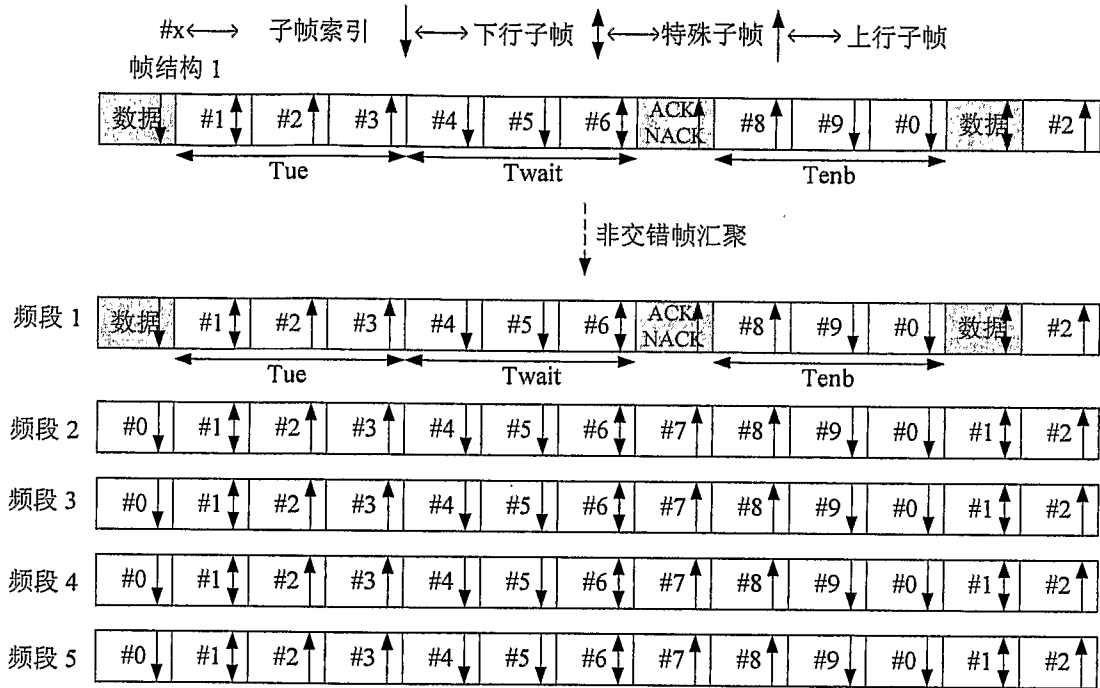 #x 子帧索引 下行子帧 特殊子帧 上行子帧
帧结构 1
数据 #1 #2 #3 #4 #5 #6 ACK NACK #8 #9 #0 数据 #2
Tue Twait Tenb
非交错帧汇聚
频段 1 数据 #1 #2 #3 #4 #5 #6 ACK NACK #8 #9 #0 数据 #2
Tue Twait Tenb
频段 2 #0 #1 #2 #3 #4 #5 #6 #7 #8 #9 #0 #1 #2
频段 3 #0 #1 #2 #3 #4 #5 #6 #7 #8 #9 #0 #1 #2
频段 4 #0 #1 #2 #3 #4 #5 #6 #7 #8 #9 #0 #1 #2
频段 5 #0 #1 #2 #3 #4 #5 #6 #7 #8 #9 #0 #1 #2